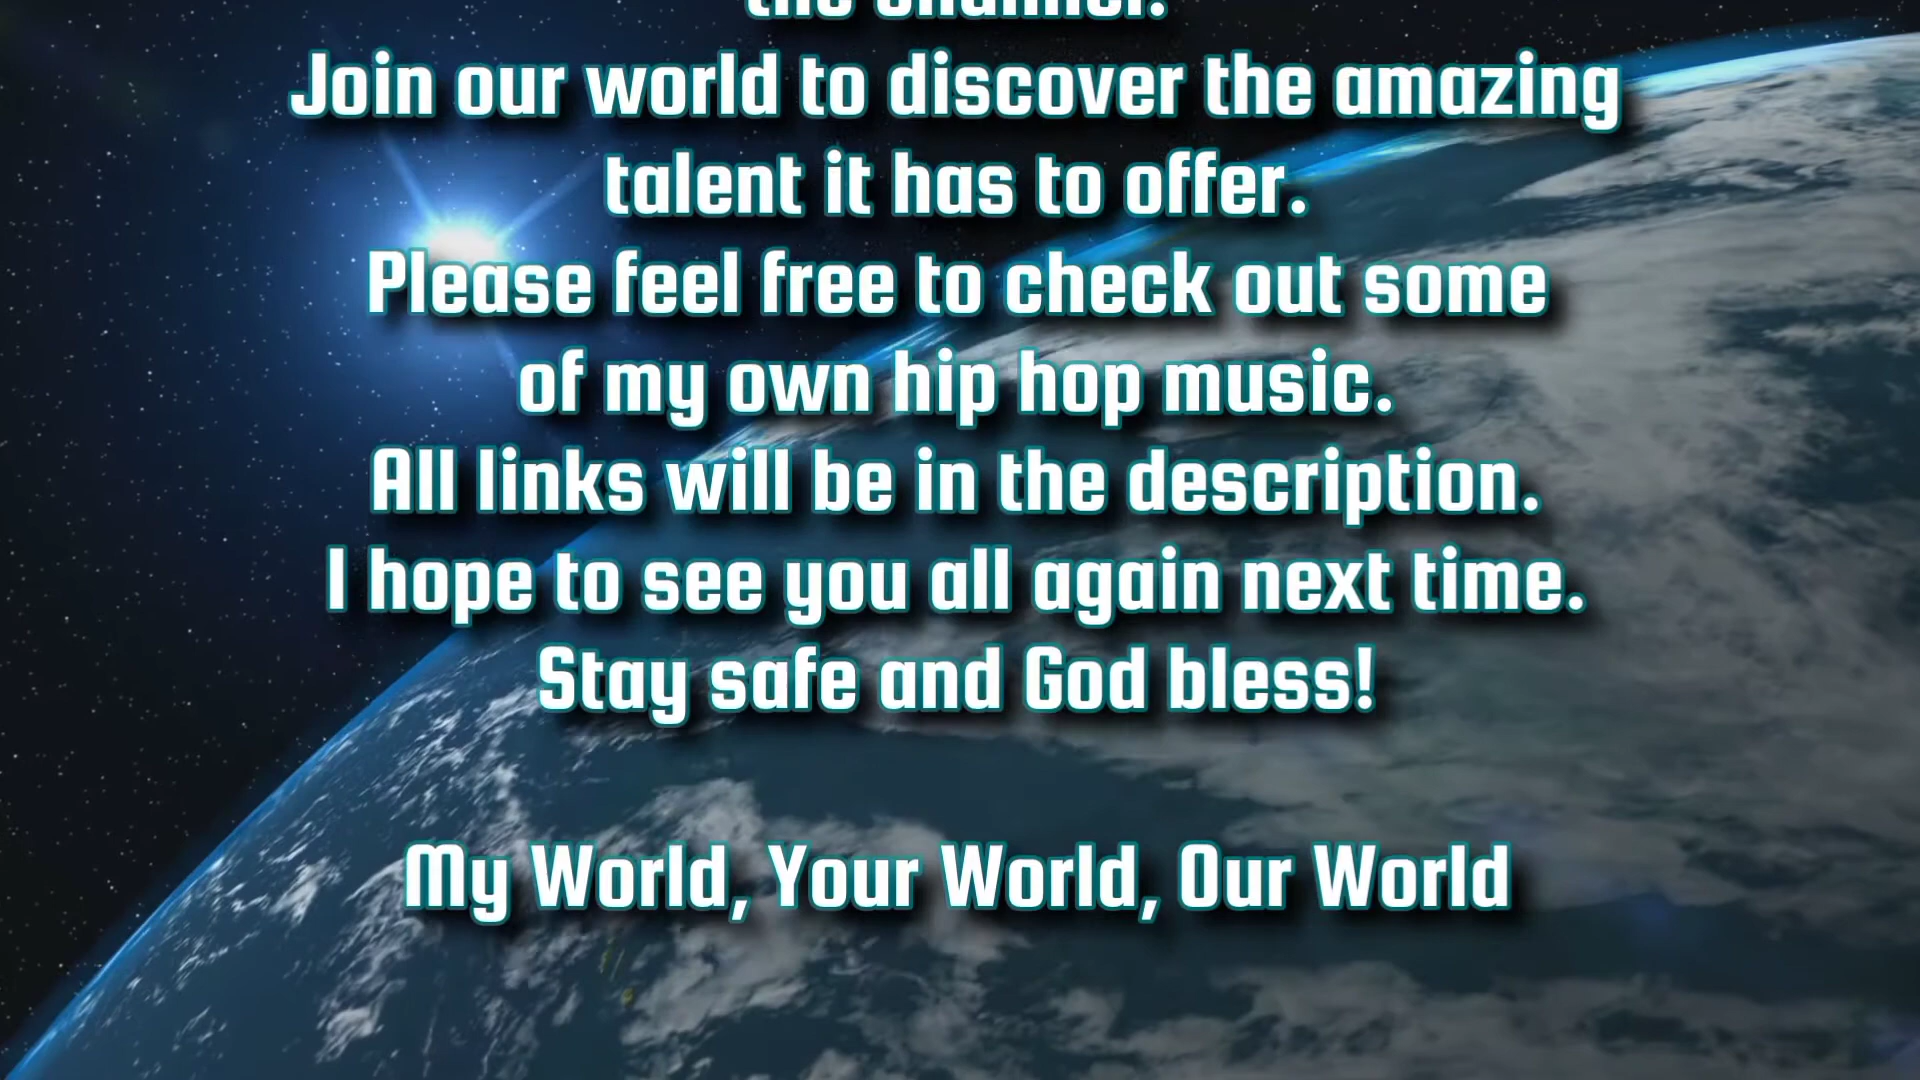 the channel.
Join our world to discover the amazing
talent it has to offer.
Please feel free to check out some
of my own hip hop music.
All links will be in the description.
I hope to see you all again next time.
Stay safe and God bless!
My World, Your World, Our World